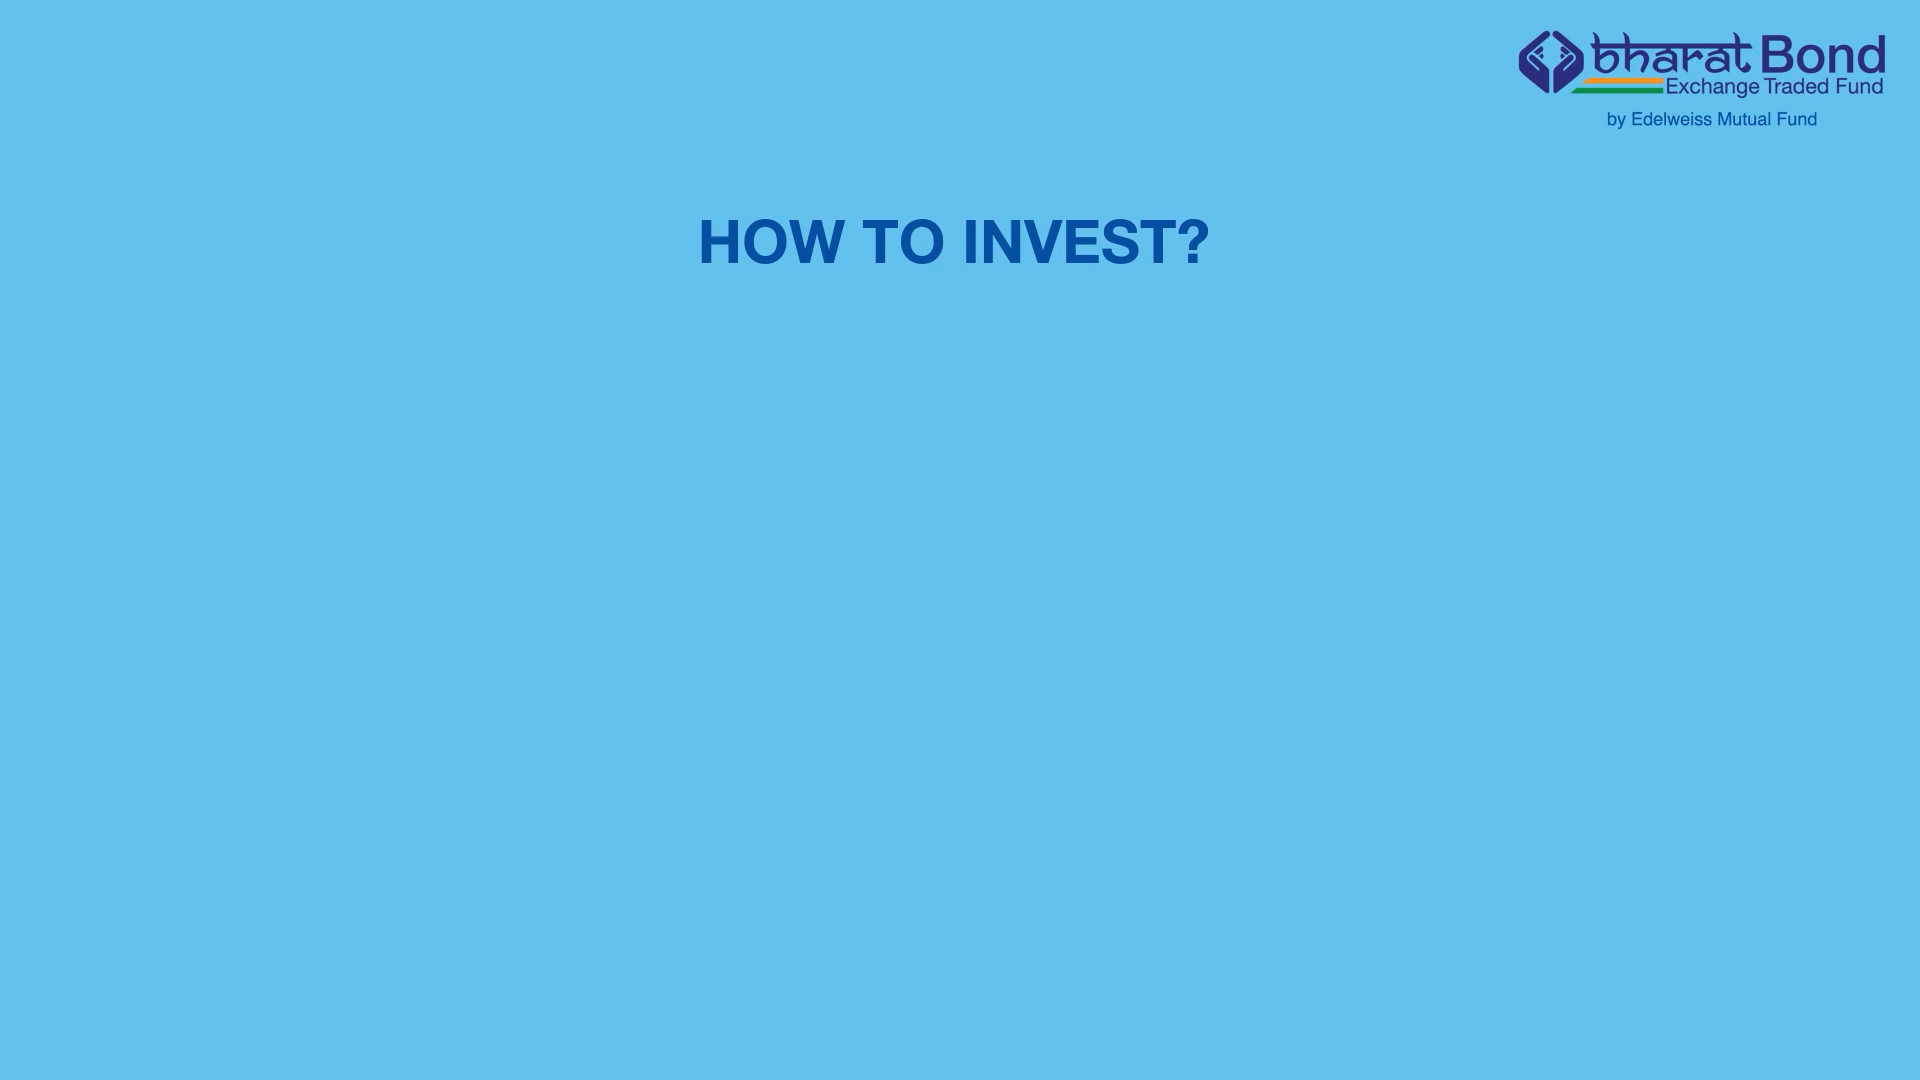 bharat Bond
Exchange Traded Fund
by Edelweiss Mutual Fund
HOW TO INVEST?